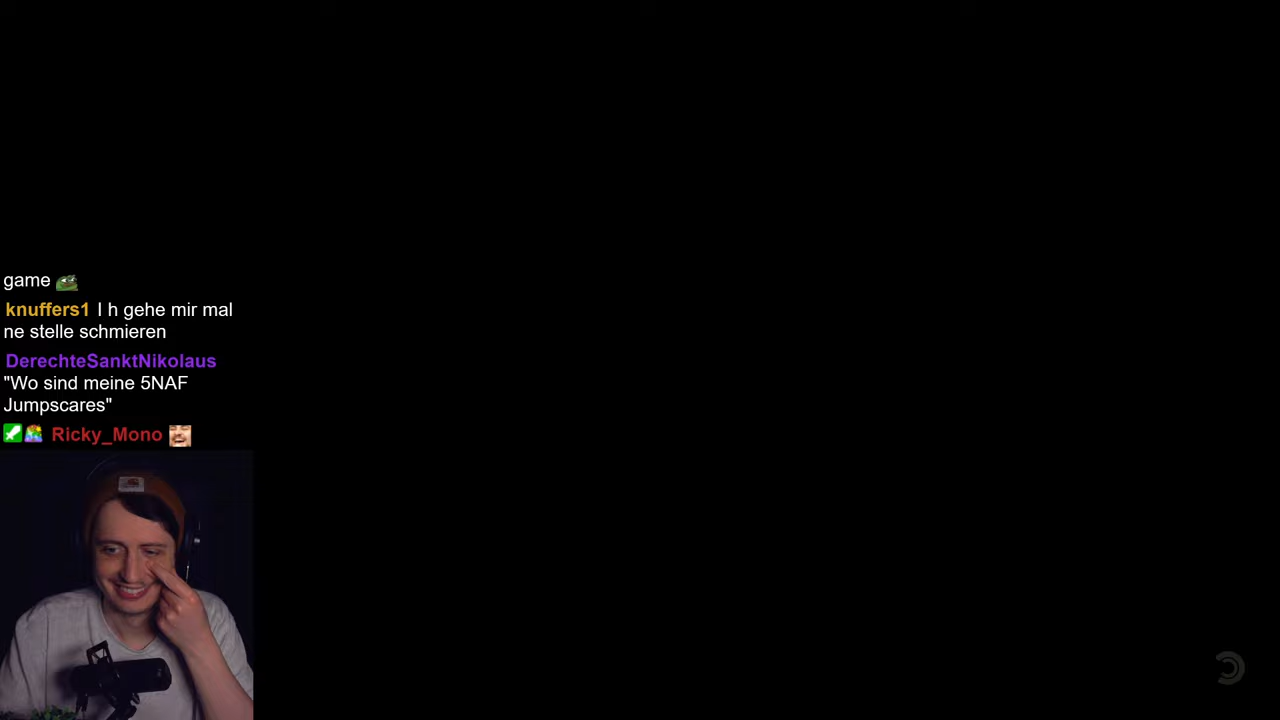 game
knuffers1 I h gehe mir mal
ne stelle schmieren
DerechteSanktNikolaus
"Wo sind meine 5NAF
Jumpscares"
Ricky_Mono